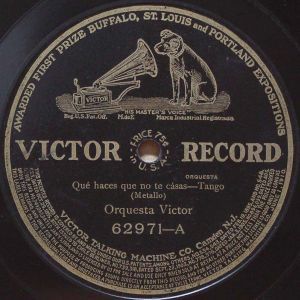 AWARDED FIRST PRIZE BUFFALO, ST. LOUIS and PORTLAND EXPOSITIONS
VICTOR
"HIS MASTER'S VOICE"
Reg.U.S.Pat.Off. M.deF. Marca Industrial Registrada
VICTOR RECORD
PRICE 75¢
U.S.A.
ORQUESTA
Qué haces que no te cásas—Tango
(Metallo)
Orquesta Victor
62971—A
VICTOR TALKING MACHINE CO. Camden N.J.